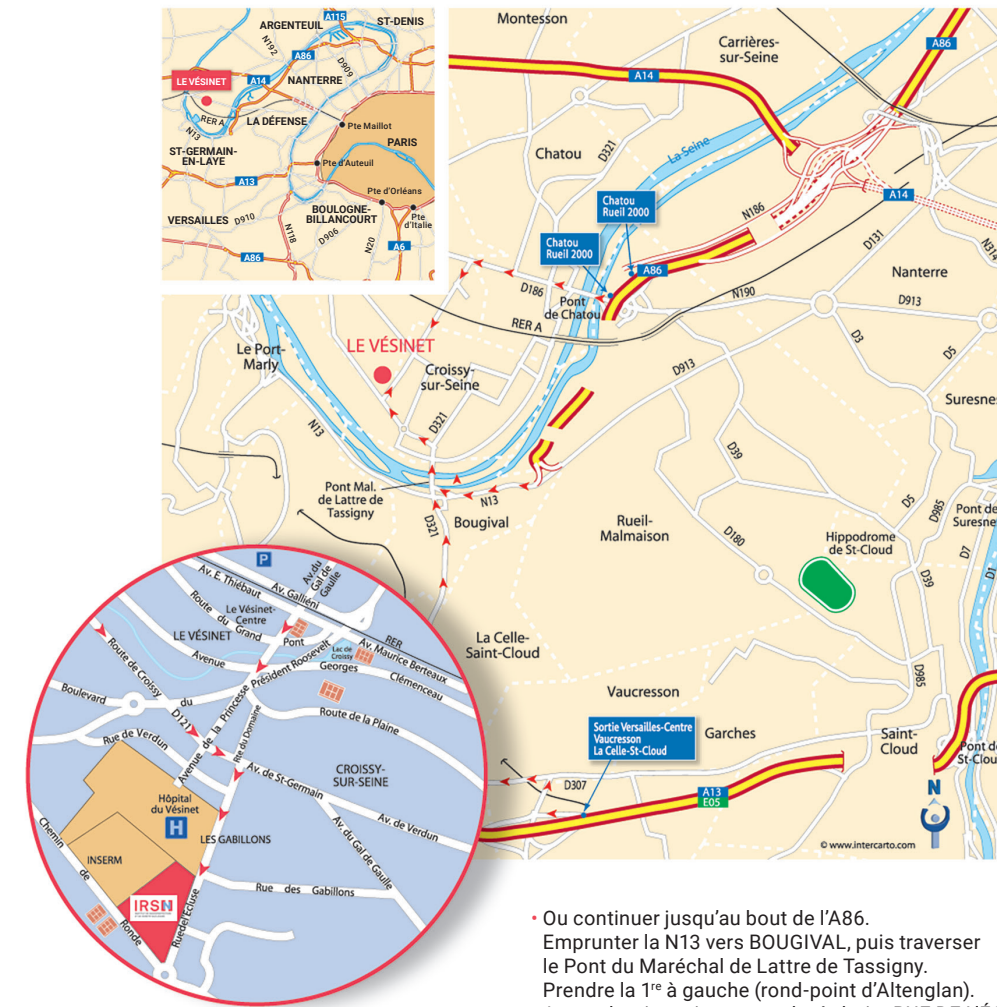 ARGENTEUIL
A115
ST-DENIS
N192
A86
D909
LE VÉSINET
A14
NANTERRE
RER A
N13
LA DÉFENSE
Pte Maillot
PARIS
ST-GERMAIN-
EN-LAYE
Pte d'Auteuil
A13
Pte d'Orléans
VERSAILLES
D910
BOULOGNE-
BILLANCOURT
Pte
d'Italie
N118
D906
N20
A6
A86
Montesson
Carrières-
sur-Seine
A86
A14
La Seine
D321
Chatou
A14
Chatou
Rueil 2000
N186
Chatou
Rueil 2000
D131
N314
A86
Nanterre
D186
Pont
de Chatou
N190
D913
RER A
Le Port-
Marly
LE VÉSINET
D3
D5
Croissy-
sur-Seine
D913
Suresnes
N13
D321
D39
Pont Mal.
de Lattre de
Tassigny
N13
D5
D985
Pont de
Suresne
D321
Bougival
Rueil-
Malmaison
D180
Hippodrome
de St-Cloud
D7
D1
D39
La Celle-
Saint-Cloud
D985
Vaucresson
Sortie Versailles-Centre
Vaucresson
La Celle-St-Cloud
Garches
Saint-
Cloud
Pont de
St-Clou
D307
A13
E05
N
© www.intercarto.com
P
Av. E. Thiébaut
Av. Galliéni
Av. du
Gal de
Gaulle
Route du Grand Pont
Le Vésinet-
Centre
LE VÉSINET
RER
Lac de
Croissy
Av. Maurice Berteaux
Route de Croissy
Avenue Georges Clémenceau
Boulevard du Président Roosevelt
D121
Avenue de la Princesse
Rue de Verdun
Re du Domaine
Route de la Plaine
CROISSY-
SUR-SEINE
Av. de St-Germain
Hôpital
du Vésinet
H
Av. de Verdun
Av. du Gal de Gaulle
LES GABILLONS
Chemin de Ronde
INSERM
IRSN
Rue des Gabillons
Ruedel Ecluse
• Ou continuer jusqu'au bout de l'A86.
Emprunter la N13 vers BOUGIVAL, puis traverser
le Pont du Maréchal de Lattre de Tassigny.
Prendre la 1re à gauche (rond-point d'Altenglan).